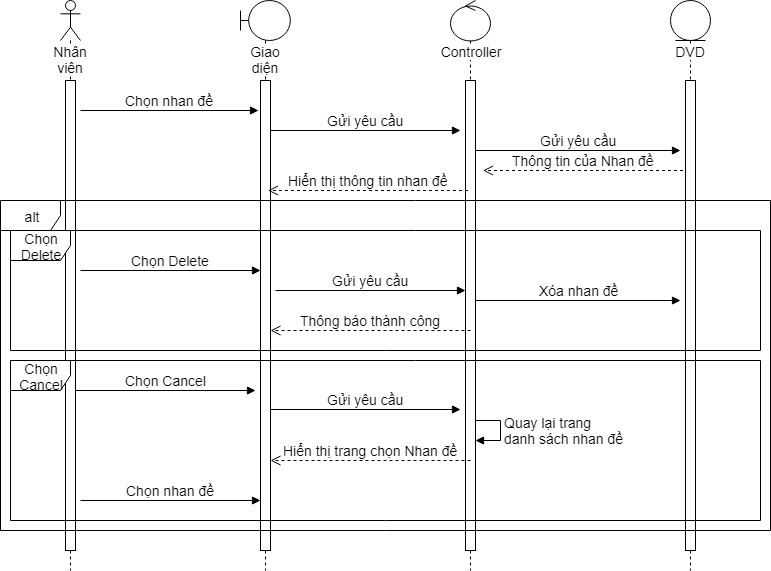 Nhân
viên
Giao
diện
Controller
DVD
Chọn nhan đề
Gửi yêu cầu
Gửi yêu cầu
Thông tin của Nhan đề
Hiển thị thông tin nhan đề
alt
Chọn
Delete
Chọn Delete
Gửi yêu cầu
Xóa nhan đề
Thông báo thành công
Chọn
Cancel
Chọn Cancel
Gửi yêu cầu
Quay lại trang
danh sách nhan đề
Hiển thị trang chọn Nhan đề
Chọn nhan đề